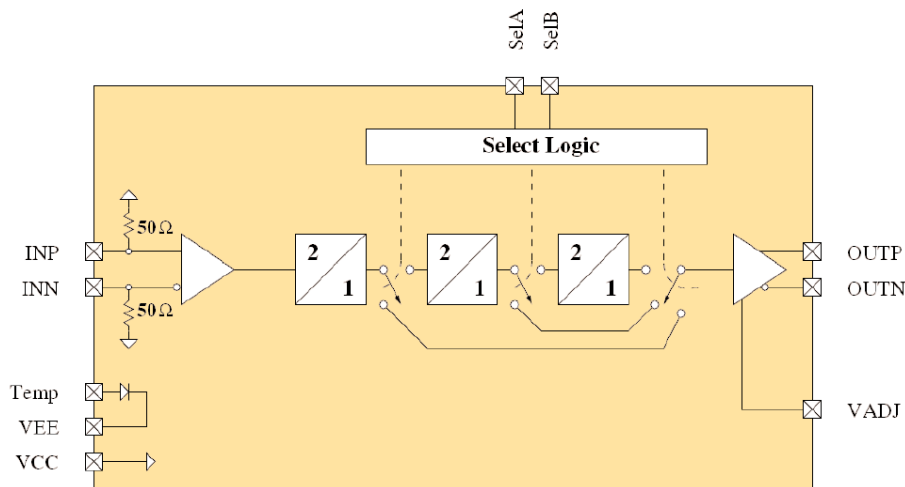 SelA
SelB
Select Logic
50 Ω
INP
INN
50 Ω
2
1
2
1
2
1
OUTP
OUTN
Temp
VEE
VCC
VADJ